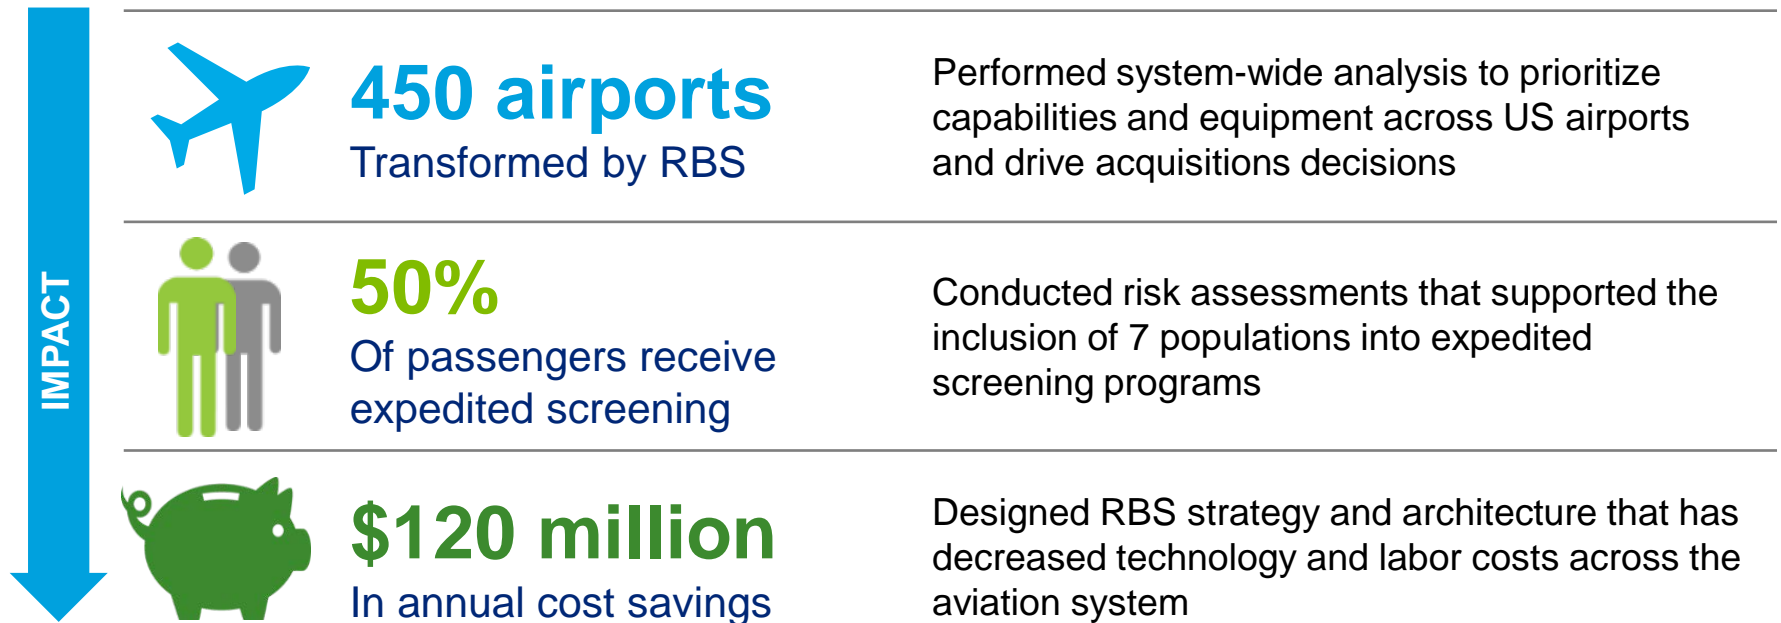 IMPACT
450 airports
Transformed by RBS
Performed system-wide analysis to prioritize
capabilities and equipment across US airports
and drive acquisitions decisions
50%
Of passengers receive
expedited screening
Conducted risk assessments that supported the
inclusion of 7 populations into expedited
screening programs
$120 million
In annual cost savings
Designed RBS strategy and architecture that has
decreased technology and labor costs across the
aviation system